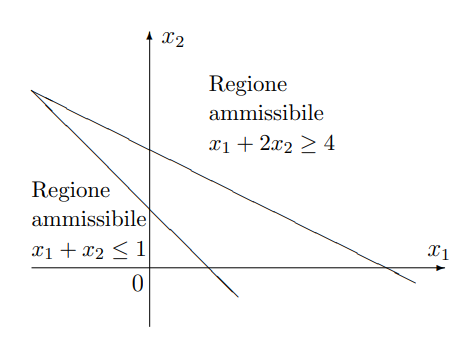 x₂
Regione
ammissibile
x₁ + 2x₂ ≥ 4
Regione
ammissibile
x₁ + x₂ ≤ 1
x₁
0